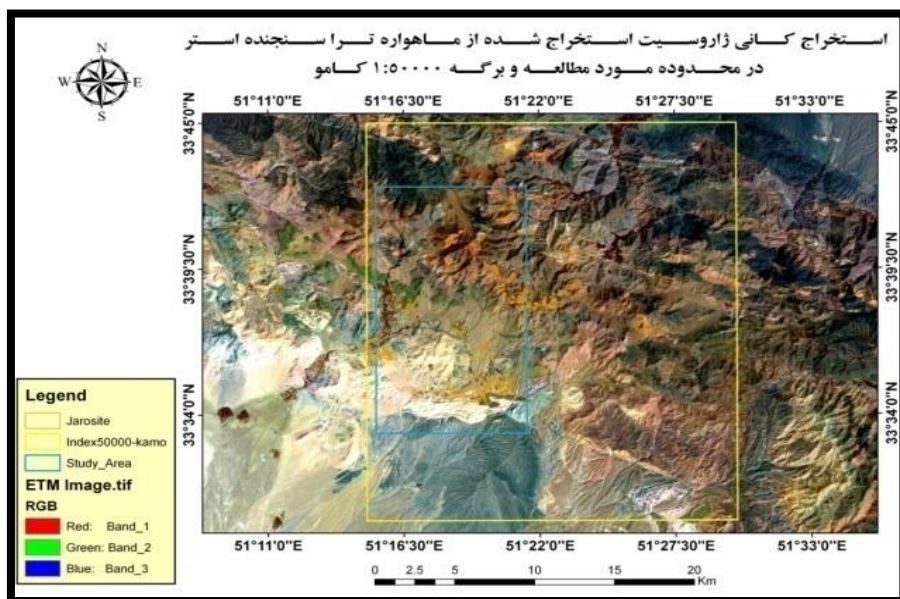 استخراج کانی ژاروسیت استخراج شده از ماهواره ترا سنجنده استر
در محدوده مورد مطالعه و برگه ۱:۵۰۰۰۰ کامو
N
W E
S
51°11'0"E 51°16'30"E 51°22'0"E 51°27'30"E 51°33'0"E
33°45'0"N 33°45'0"N
33°39'30"N 33°39'30"N
33°34'0"N 33°34'0"N
Legend
Jarosite
Index50000-kamo
Study_Area
ETM Image.tif
RGB
Red: Band_1
Green: Band_2
Blue: Band_3
51°11'0"E 51°16'30"E 51°22'0"E 51°27'30"E 51°33'0"E
0 2.5 5 10 15 20
Km